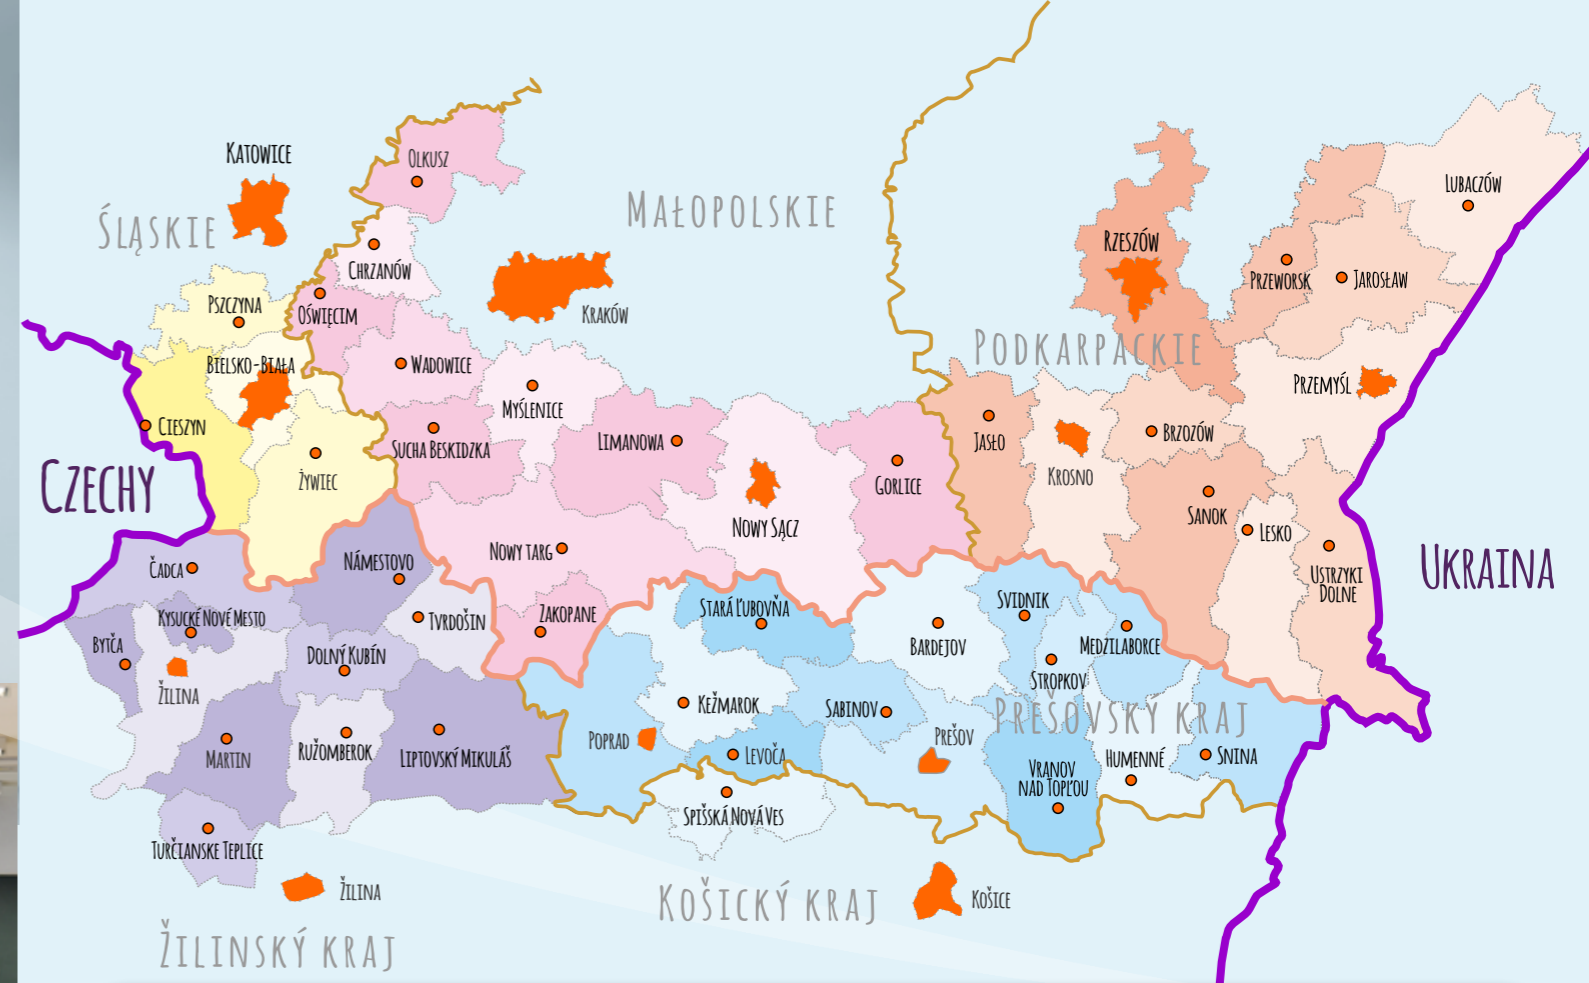 Katowice
Śląskie
Olkusz
Małopolskie
Chrzanów
Kraków
Pszczyna
Oświęcim
Bielsko-Biała
Wadowice
Myślenice
Cieszyn
Sucha Beskidzka
Limanowa
Żywiec
Nowy Sącz
Gorlice
Nowy Targ
Zakopane
Czechy
Rzeszów
Podkarpackie
Lubaczów
Przeworsk
Jarosław
Przemyśl
Jasło
Krosno
Brzozów
Sanok
Lesko
Ustrzyki
Dolne
Ukraina
Čadca
Námestovo
Kysucké Nové Mesto
Tvrdošín
Bytča
Žilina
Dolný Kubín
Martin
Ružomberok
Liptovský Mikuláš
Turčianske Teplice
Žilina
Žilinský kraj
Stará Ľubovňa
Bardejov
Svidník
Medzilaborce
Stropkov
Kežmarok
Sabinov
Prešovský kraj
Poprad
Levoča
Prešov
Humenné
Snina
Vranov
nad Topľou
Spišská Nová Ves
Košický kraj
Košice